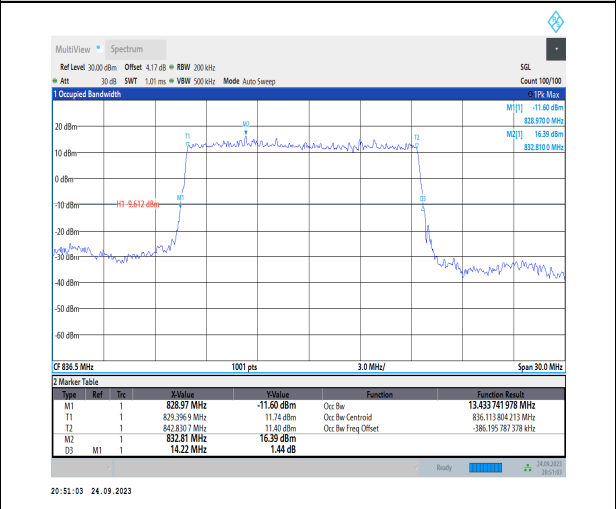 MultiView Spectrum
Ref Level 30.00 dBm Offset 4.17 dB RBW 200 kHz SGL
Att 30 dB SWT 1.01 ms VBW 500 kHz Mode Auto Sweep Count 100/100
1 Occupied Bandwidth 1Pk Max
M1[1] -11.60 dBm
828.9700 MHz
M2[1] 16.39 dBm
832.8100 MHz
20 dBm
M2
T1
T2
10 dBm
0 dBm
M1
D3
-10 dBm
H1 -9.612 dBm
-20 dBm
-30 dBm
-40 dBm
-50 dBm
-60 dBm
CF 836.5 MHz 1001 pts 3.0 MHz/ Span 30.0 MHz
2 Marker Table
Type Ref Trc X-Value Y-Value Function Function Result
M1 1 828.97 MHz -11.60 dBm Occ Bw 13.433 741 978 MHz
T1 1 829.396 9 MHz 11.74 dBm Occ Bw Centroid 836.113 804 213 MHz
T2 1 842.830 7 MHz 11.40 dBm Occ Bw Freq Offset -386.195 787 378 kHz
M2 1 832.81 MHz 16.39 dBm
D3 M1 1 14.22 MHz 1.44 dB
Ready 24.09.2023
20:51:03
20:51:03 24.09.2023